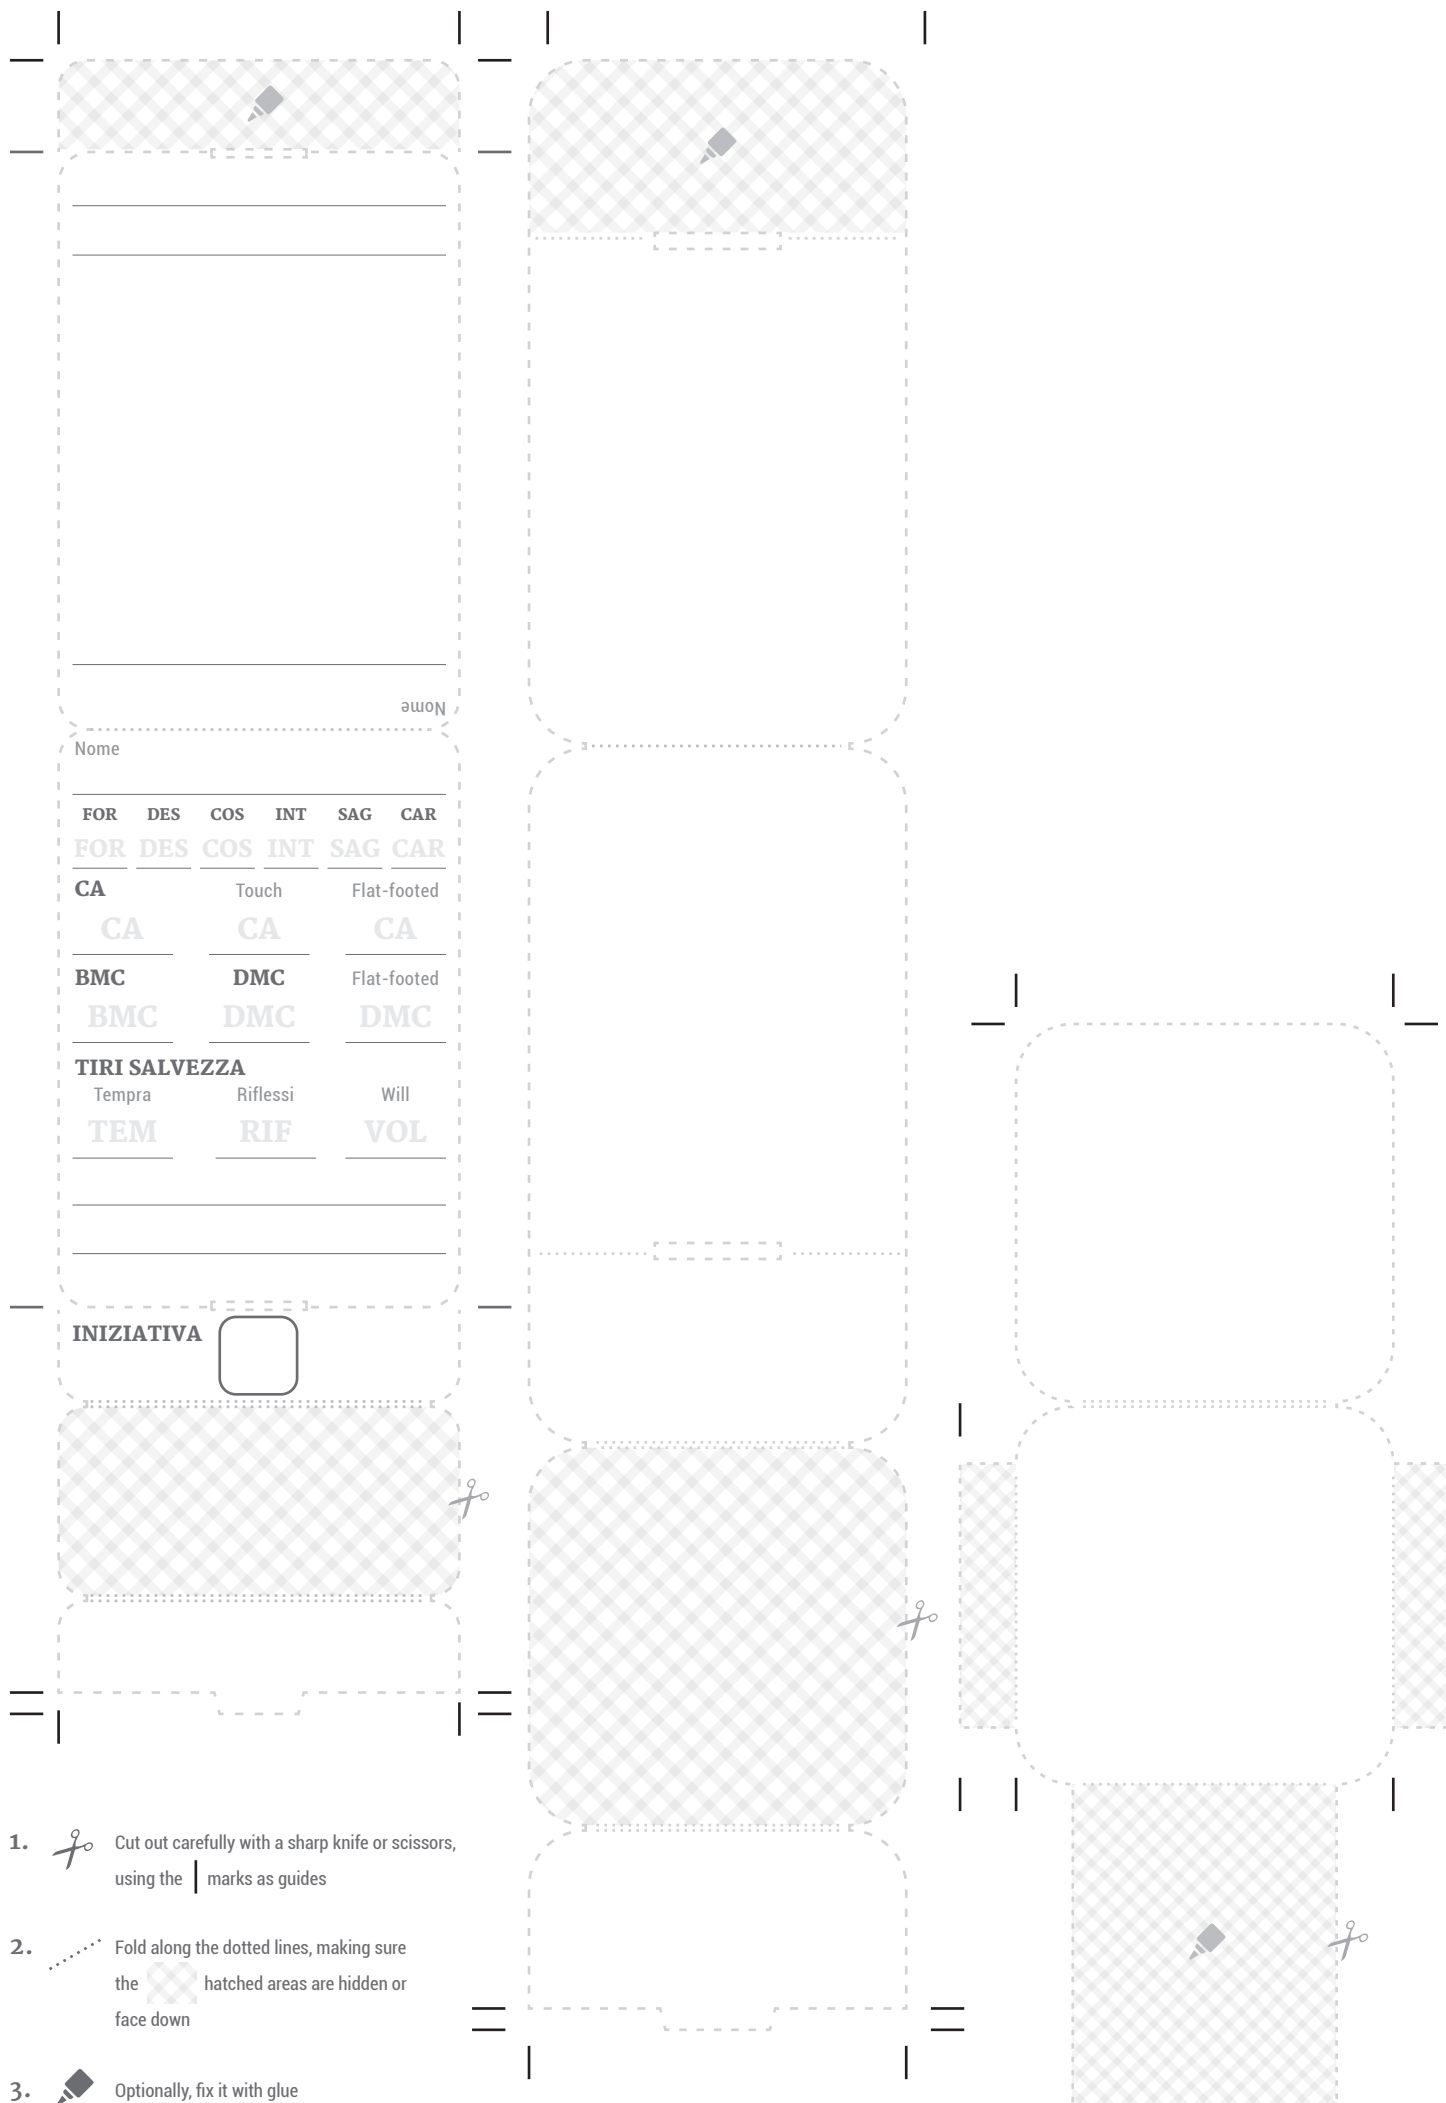 Nome
Nome
FOR DES COS INT SAG CAR
FOR DES COS INT SAG CAR
CA Touch Flat-footed
CA CA CA
BMC DMC Flat-footed
BMC DMC DMC
TIRI SALVEZZA
Tempra Riflessi Will
TEM RIF VOL
INIZIATIVA
1. Cut out carefully with a sharp knife or scissors,
using the marks as guides
2. Fold along the dotted lines, making sure
the hatched areas are hidden or
face down
3. Optionally, fix it with glue